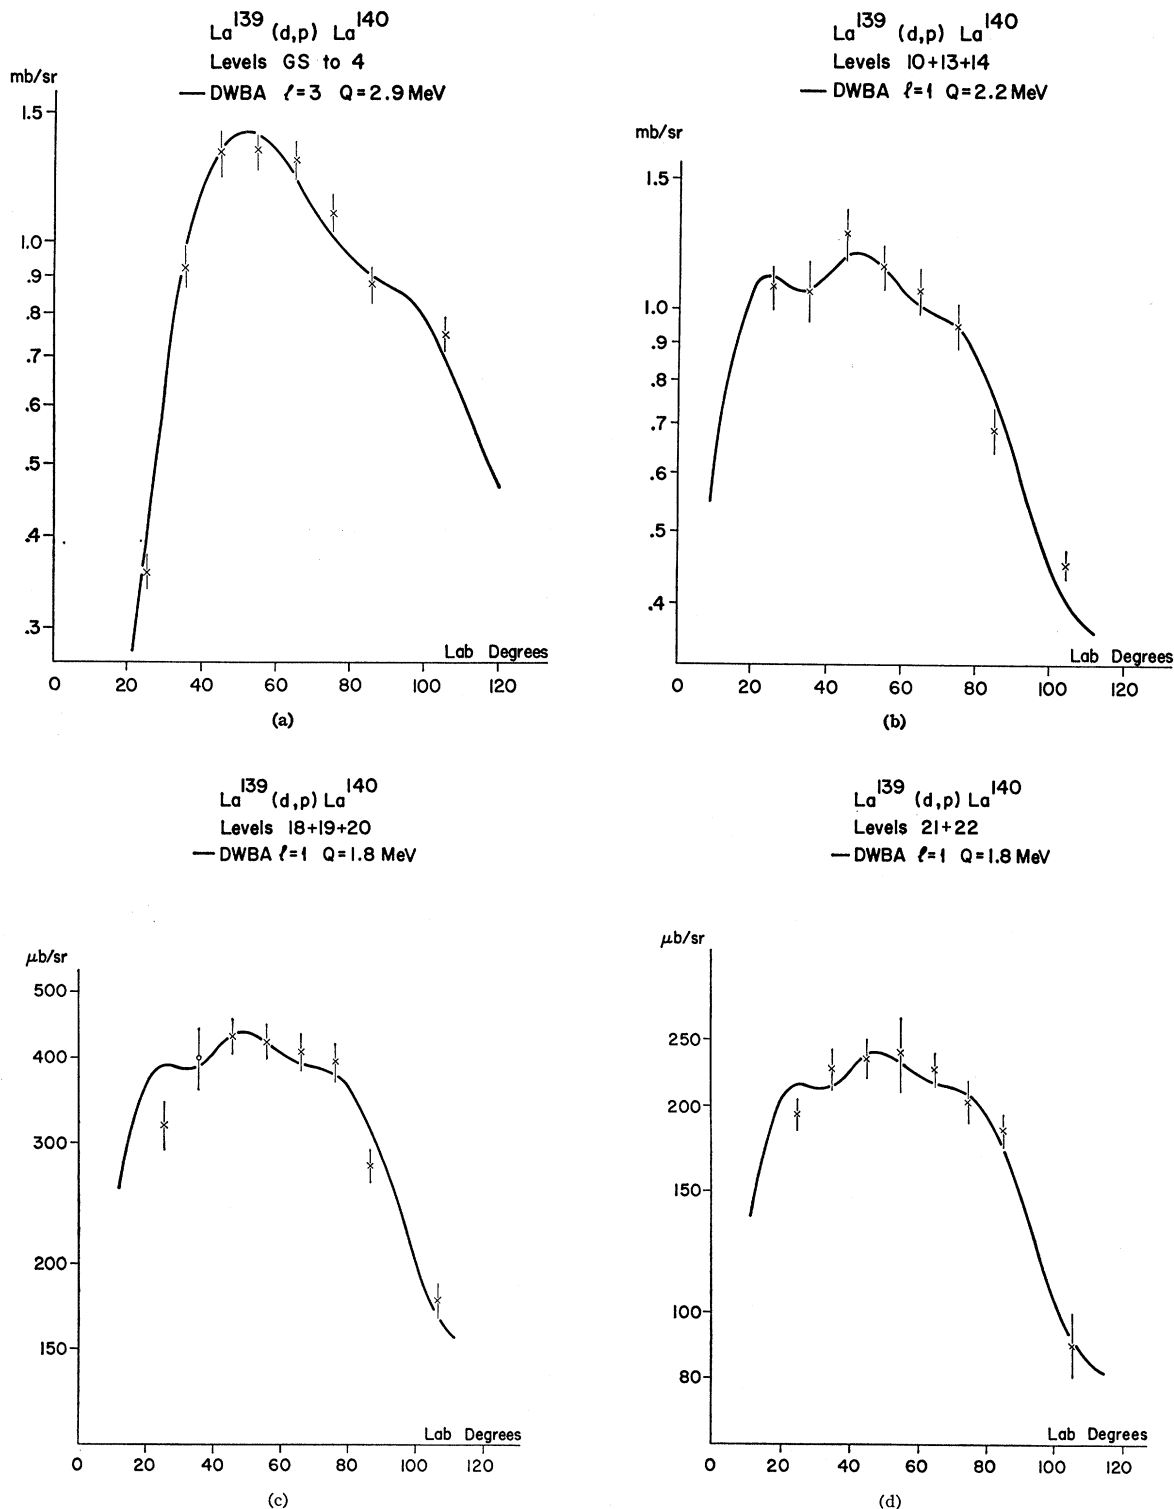 La¹³⁹ (d,p) La¹⁴⁰
Levels GS to 4
— DWBA ℓ=3 Q=2.9 MeV
mb/sr
1.5
1.0
.9
.8
.7
.6
.5
.4
.3
Lab Degrees
0 20 40 60 80 100 120
(a)
La¹³⁹ (d,p) La¹⁴⁰
Levels 10+13+14
— DWBA ℓ=1 Q=2.2 MeV
mb/sr
1.5
1.0
.9
.8
.7
.6
.5
.4
Lab Degrees
0 20 40 60 80 100 120
(b)
La¹³⁹ (d,p) La¹⁴⁰
Levels 18+19+20
— DWBA ℓ=1 Q=1.8 MeV
μb/sr
500
400
300
200
150
Lab Degrees
0 20 40 60 80 100 120
(c)
La¹³⁹ (d,p) La¹⁴⁰
Levels 21+22
— DWBA ℓ=1 Q=1.8 MeV
μb/sr
250
200
150
100
80
Lab Degrees
0 20 40 60 80 100 120
(d)